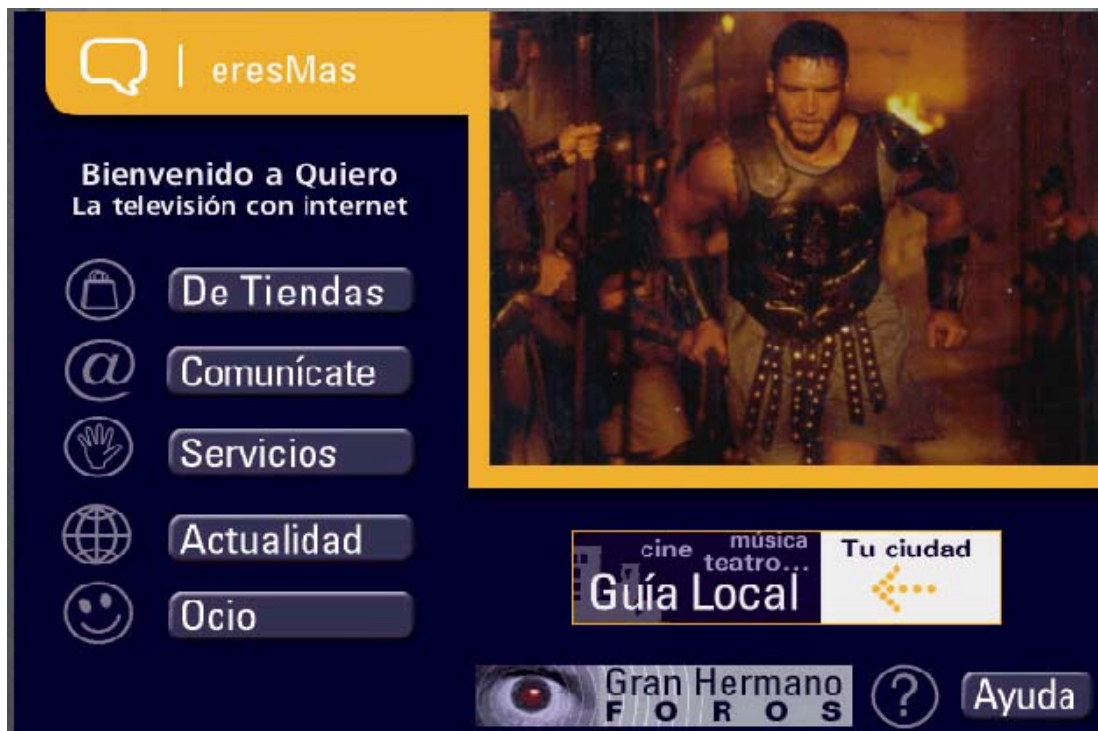 eresMas
Bienvenido a Quiero
La televisión con internet
De Tiendas
@
Comunícate
Servicios
Actualidad
Ocio
cine música
teatro...
Guía Local
Tu ciudad
Gran Hermano
FOROS
?
Ayuda